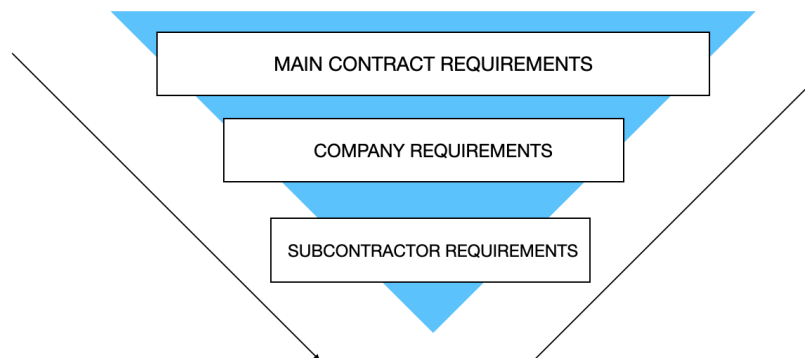 MAIN CONTRACT REQUIREMENTS
COMPANY REQUIREMENTS
SUBCONTRACTOR REQUIREMENTS